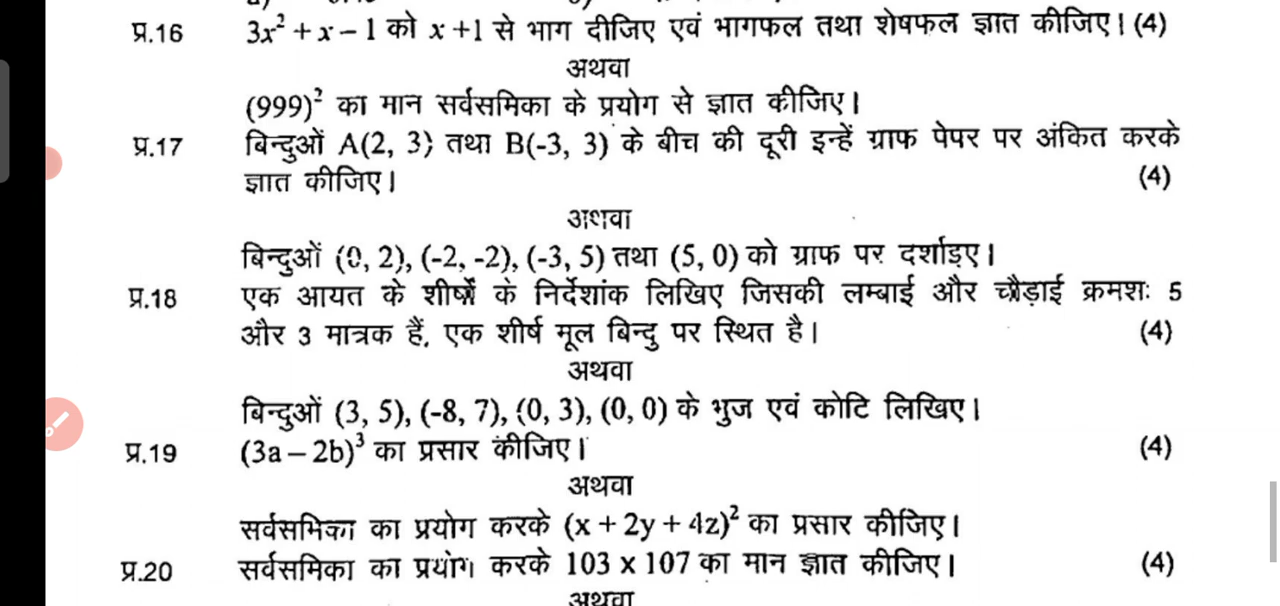 प्र.16 3x² + x – 1 को x +1 से भाग दीजिए एवं भागफल तथा शेषफल ज्ञात कीजिए। (4)
अथवा
(999)² का मान सर्वसमिका के प्रयोग से ज्ञात कीजिए।
प्र.17 बिन्दुओं A(2, 3) तथा B(-3, 3) के बीच की दूरी इन्हें ग्राफ पेपर पर अंकित करके
ज्ञात कीजिए। (4)
अथवा
बिन्दुओं (0, 2), (-2, -2), (-3, 5) तथा (5, 0) को ग्राफ पर दर्शाइए।
प्र.18 एक आयत के शीर्षों के निर्देशांक लिखिए जिसकी लम्बाई और चौड़ाई क्रमशः 5
और 3 मात्रक हैं, एक शीर्ष मूल बिन्दु पर स्थित है। (4)
अथवा
बिन्दुओं (3, 5), (-8, 7), (0, 3), (0, 0) के भुज एवं कोटि लिखिए।
प्र.19 (3a – 2b)³ का प्रसार कीजिए। (4)
अथवा
सर्वसमिका का प्रयोग करके (x + 2y + 4z)² का प्रसार कीजिए।
प्र.20 सर्वसमिका का प्रयोग करके 103 x 107 का मान ज्ञात कीजिए। (4)
अथवा